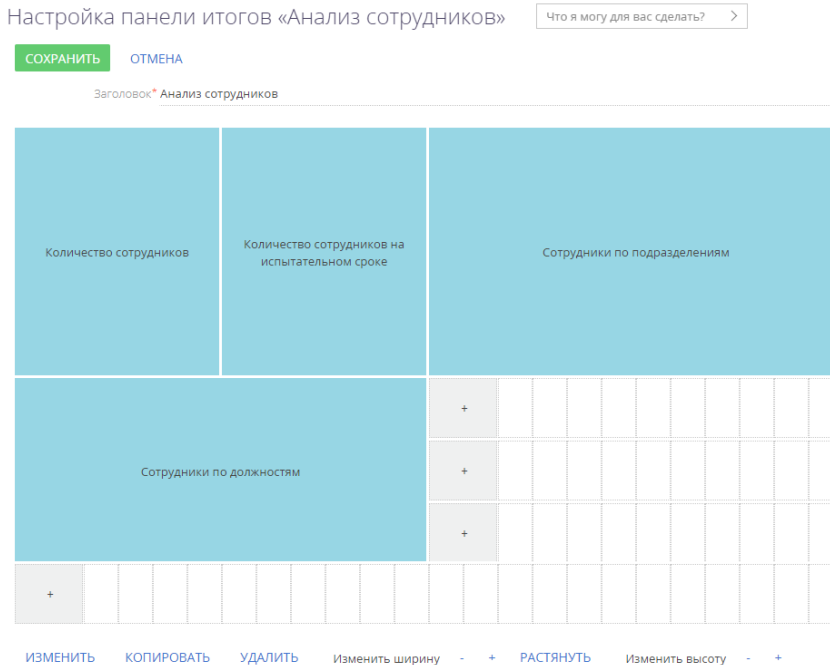 Настройка панели итогов «Анализ сотрудников»
Что я могу для вас сделать?
СОХРАНИТЬ ОТМЕНА
Заголовок* Анализ сотрудников
Количество сотрудников
Количество сотрудников на
испытательном сроке
Сотрудники по подразделениям
Сотрудники по должностям
+
+
+
+
ИЗМЕНИТЬ КОПИРОВАТЬ УДАЛИТЬ Изменить ширину - + РАСТЯНУТЬ Изменить высоту - +